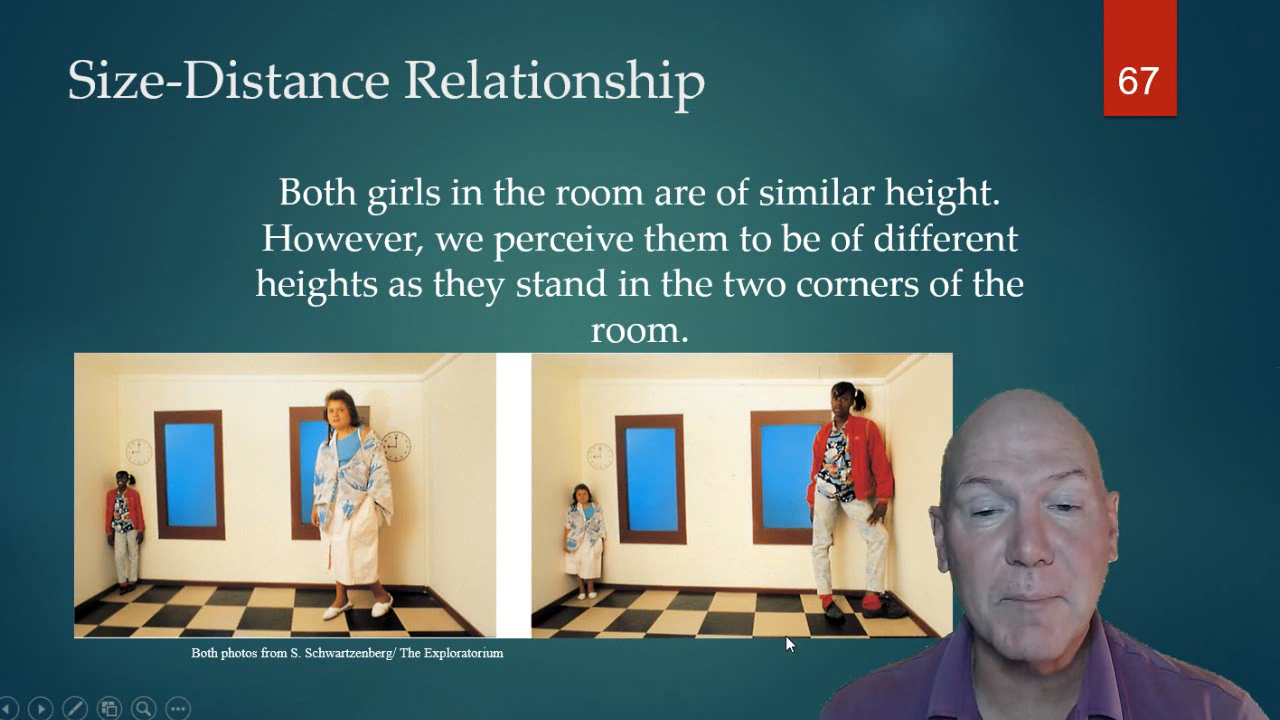 Size-Distance Relationship
67
Both girls in the room are of similar height.
However, we perceive them to be of different
heights as they stand in the two corners of the
room.
Both photos from S. Schwartzenberg/ The Exploratorium